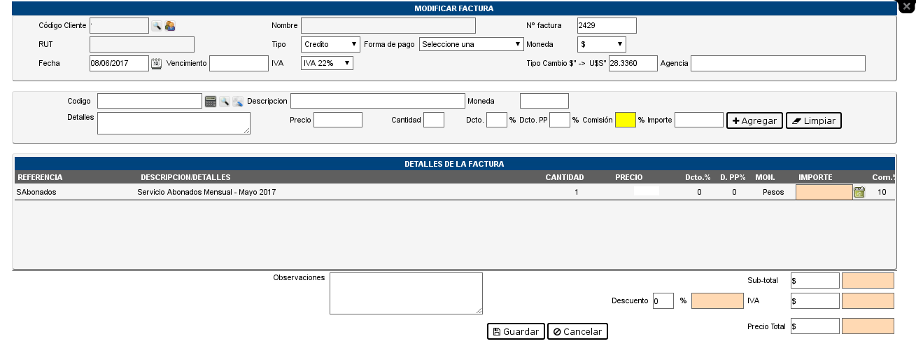 MODIFICAR FACTURA
Código Cliente Nombre Nº factura 2429
RUT Tipo Credito Forma de pago Seleccione una Moneda $
Fecha 08/06/2017 Vencimiento IVA IVA 22% Tipo Cambio $" -> U$S" 28.3360 Agencia
Codigo Descripcion Moneda
Detalles Precio Cantidad Dcto. % Dcto. PP % Comisión % Importe Agregar Limpiar
DETALLES DE LA FACTURA
REFERENCIA DESCRIPCION/DETALLES CANTIDAD PRECIO Dcto.% D. PP% MON. IMPORTE Com.%
SAbonados Servicio Abonados Mensual - Mayo 2017 1 0 0 Pesos 10
Observaciones Sub-total $
Descuento 0 % IVA $
Guardar Cancelar Precio Total $